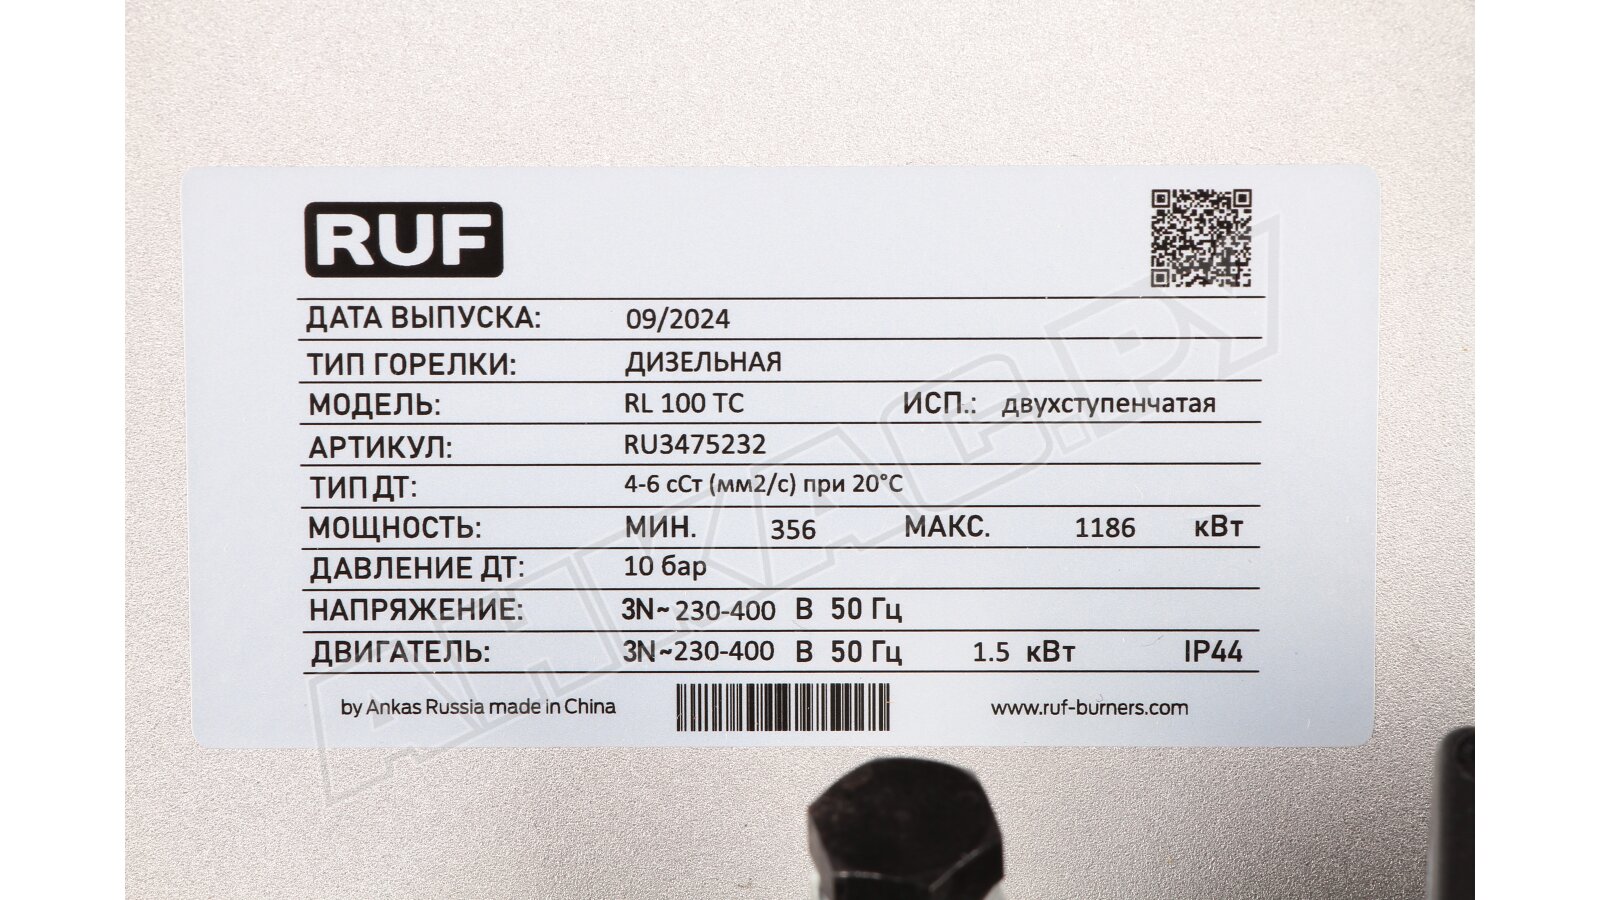 RUF
ДАТА ВЫПУСКА: 09/2024
ТИП ГОРЕЛКИ: ДИЗЕЛЬНАЯ
МОДЕЛЬ: RL 100 TC ИСП.: двухступенчатая
АРТИКУЛ: RU3475232
ТИП ДТ: 4-6 сСт (мм2/с) при 20°C
МОЩНОСТЬ: МИН. 356 МАКС. 1186 кВт
ДАВЛЕНИЕ ДТ: 10 бар
НАПРЯЖЕНИЕ: 3N~ 230-400 В 50 Гц
ДВИГАТЕЛЬ: 3N~230-400 В 50 Гц 1.5 кВт IP44
by Ankas Russia made in China www.ruf-burners.com
АНКАС.РУ